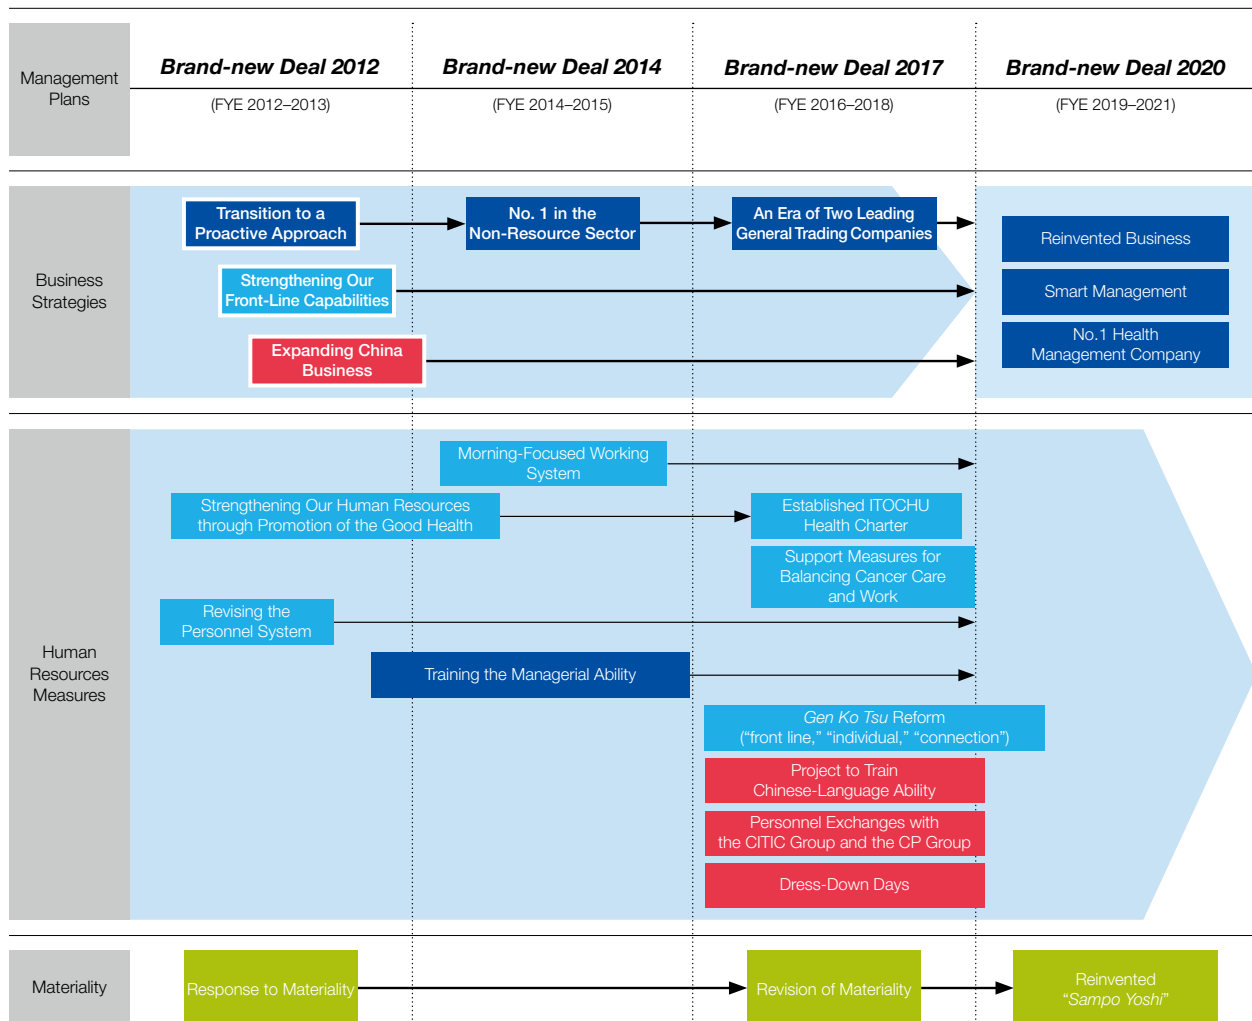 Management
Plans
Brand-new Deal 2012
(FYE 2012–2013)
Brand-new Deal 2014
(FYE 2014–2015)
Brand-new Deal 2017
(FYE 2016–2018)
Brand-new Deal 2020
(FYE 2019–2021)
Business
Strategies
Transition to a
Proactive Approach
No. 1 in the
Non-Resource Sector
An Era of Two Leading
General Trading Companies
Strengthening Our
Front-Line Capabilities
Expanding China
Business
Reinvented Business
Smart Management
No.1 Health
Management Company
Human
Resources
Measures
Morning-Focused Working
System
Strengthening Our Human Resources
through Promotion of the Good Health
Established ITOCHU
Health Charter
Support Measures for
Balancing Cancer Care
and Work
Revising the
Personnel System
Training the Managerial Ability
Gen Ko Tsu Reform
(“front line,” “individual,” “connection”)
Project to Train
Chinese-Language Ability
Personnel Exchanges with
the CITIC Group and the CP Group
Dress-Down Days
Materiality
Response to Materiality
Revision of Materiality
Reinvented
“Sampo Yoshi”